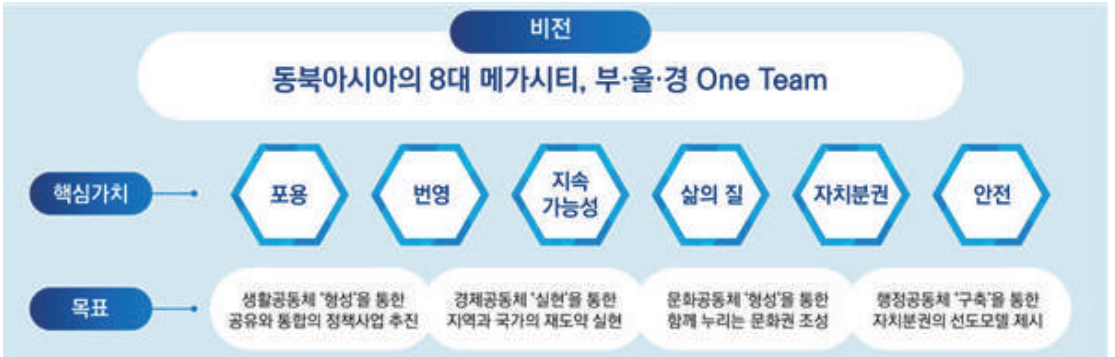 비전
동북아시아의 8대 메가시티, 부·울·경 One Team
핵심가치
포용
번영
지속
가능성
삶의 질
자치분권
안전
목표
생활공동체 '형성'을 통한
공유와 통합의 정책사업 추진
경제공동체 '실현'을 통한
지역과 국가의 재도약 실현
문화공동체 '형성'을 통한
함께 누리는 문화권 조성
행정공동체 '구축'을 통한
자치분권의 선도모델 제시